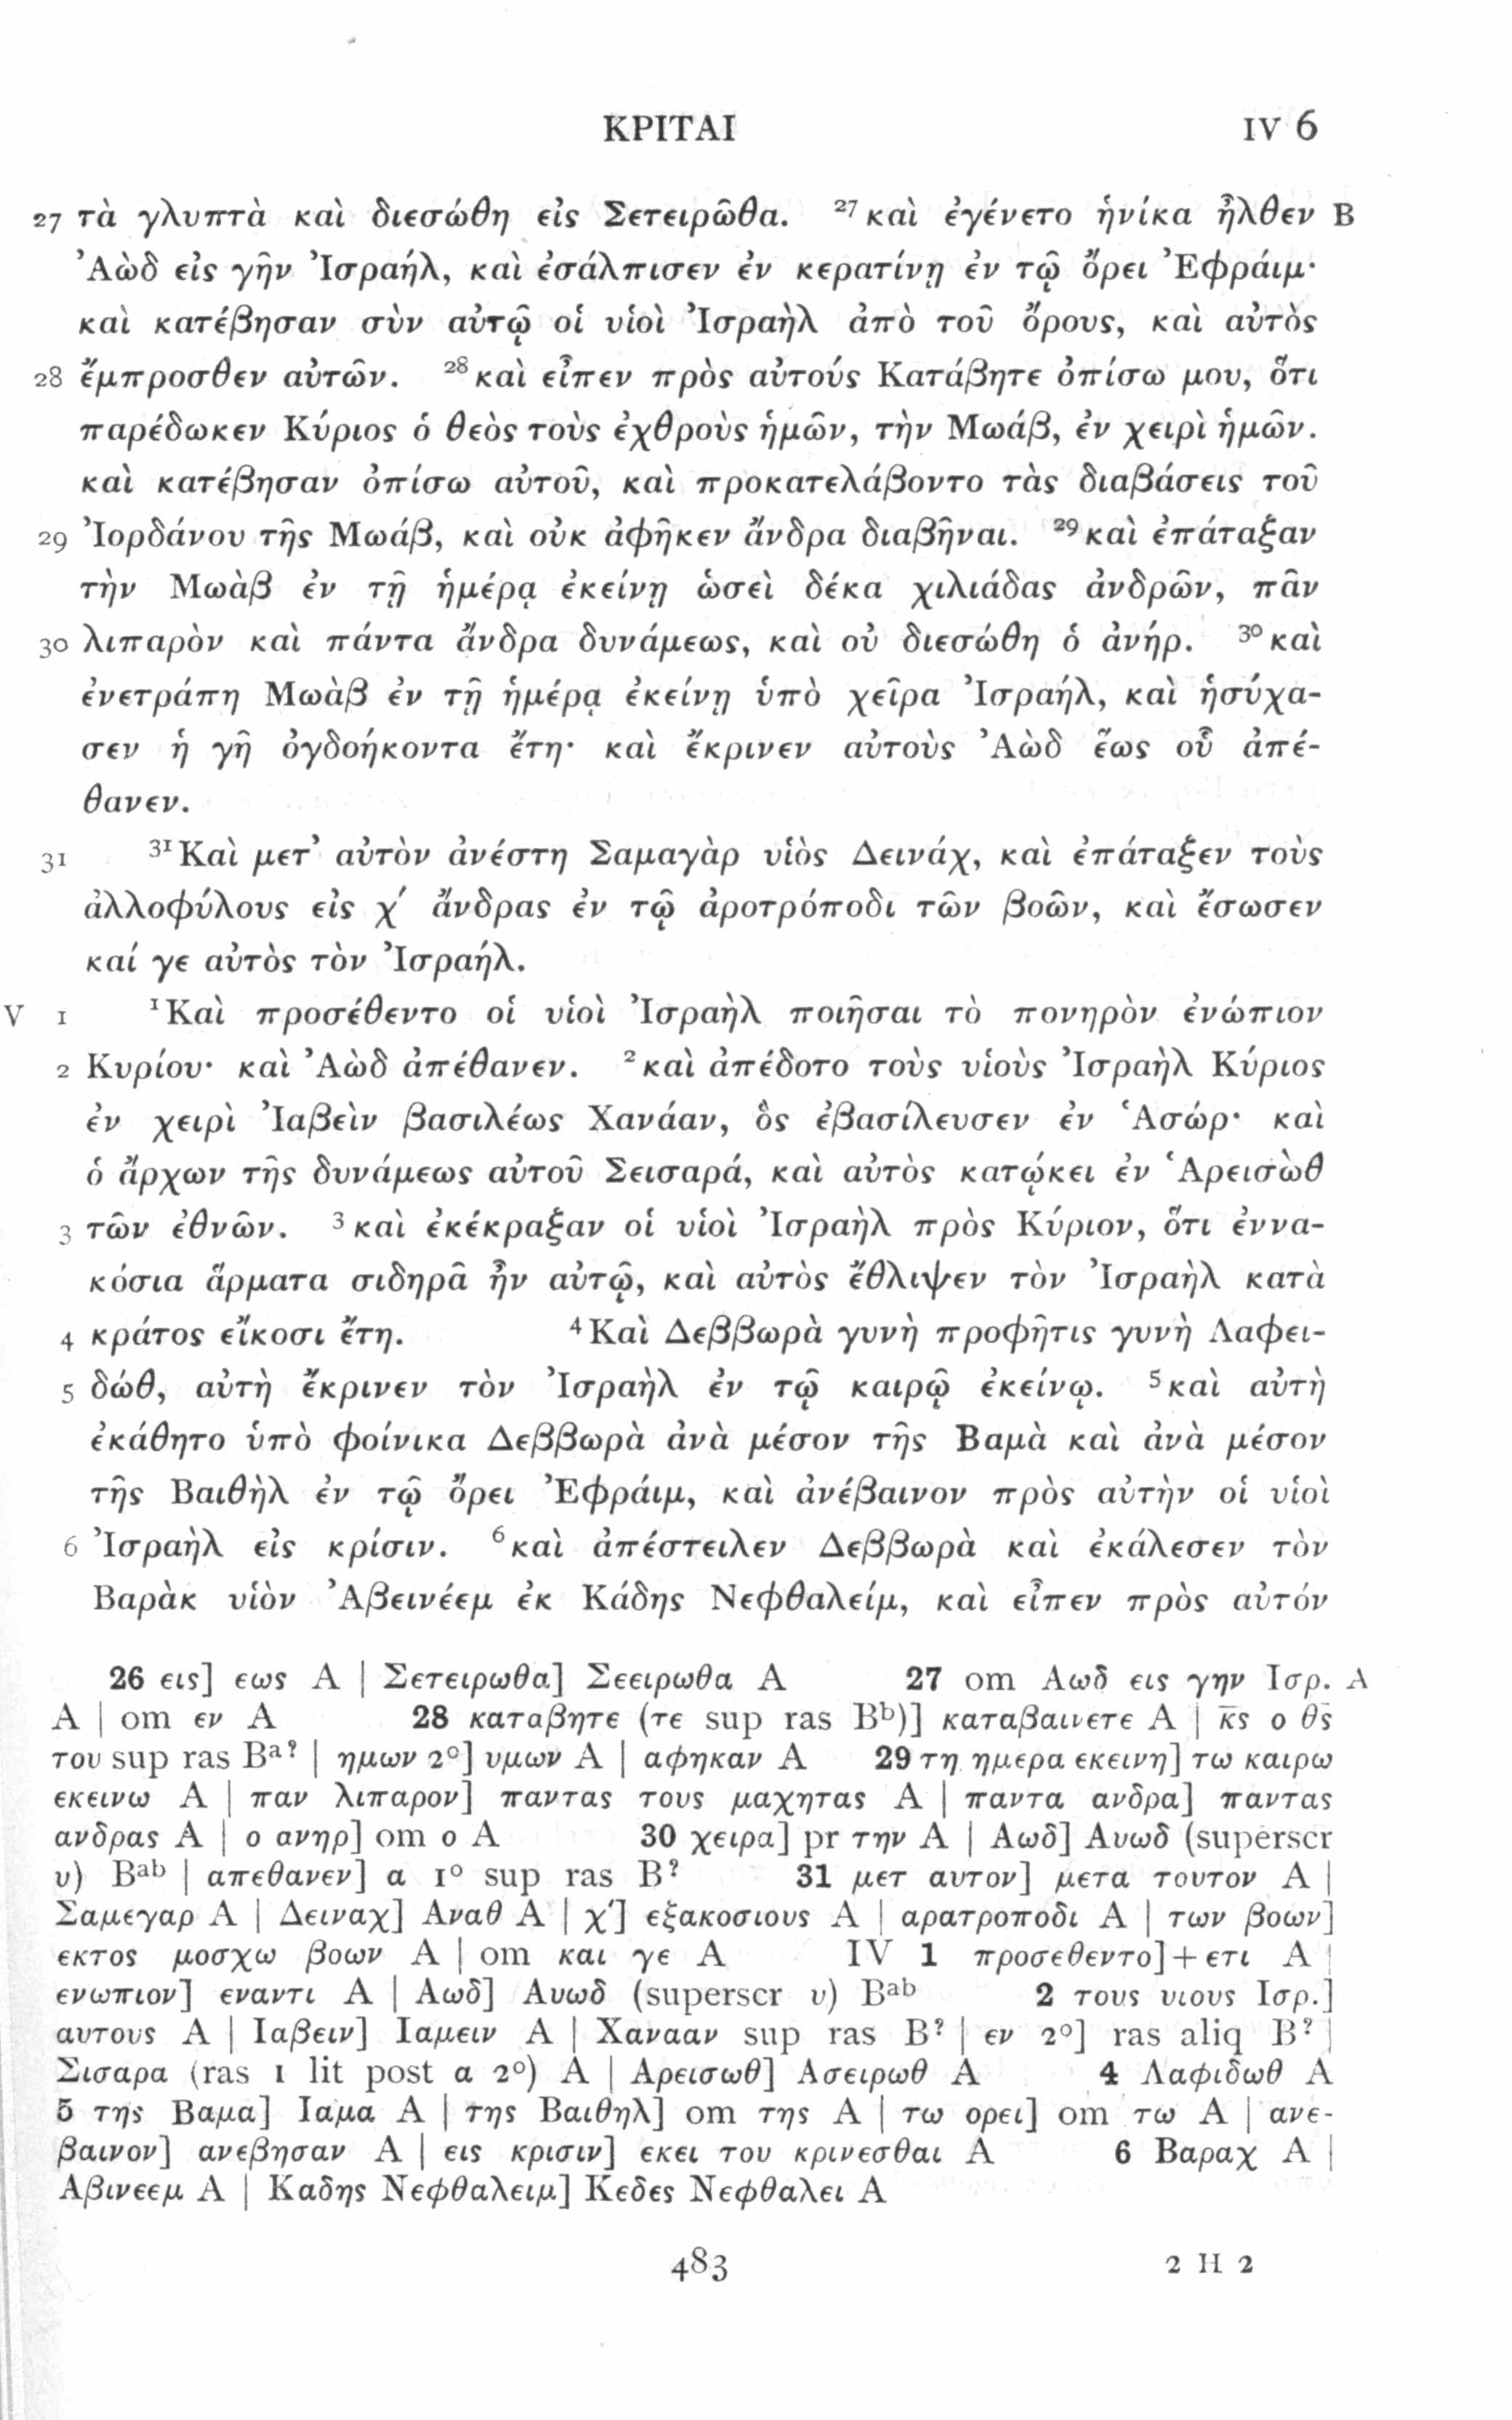 ΚΡΙΤΑΙ IV 6
27 τὰ γλυπτὰ καὶ διεσώθη εἰς Σετειρῶθα. ²⁷καὶ ἐγένετο ἡνίκα ἦλθεν B
Ἀὼδ εἰς γῆν Ἰσραήλ, καὶ ἐσάλπισεν ἐν κερατίνῃ ἐν τῷ ὄρει Ἐφράιμ·
καὶ κατέβησαν σὺν αὐτῷ οἱ υἱοὶ Ἰσραὴλ ἀπὸ τοῦ ὄρους, καὶ αὐτὸς
28 ἔμπροσθεν αὐτῶν. ²⁸καὶ εἶπεν πρὸς αὐτούς Κατάβητε ὀπίσω μου, ὅτι
παρέδωκεν Κύριος ὁ θεὸς τοὺς ἐχθροὺς ἡμῶν, τὴν Μωάβ, ἐν χειρὶ ἡμῶν.
καὶ κατέβησαν ὀπίσω αὐτοῦ, καὶ προκατελάβοντο τὰς διαβάσεις τοῦ
29 Ἰορδάνου τῆς Μωάβ, καὶ οὐκ ἀφῆκεν ἄνδρα διαβῆναι. ²⁹καὶ ἐπάταξαν
τὴν Μωὰβ ἐν τῇ ἡμέρᾳ ἐκείνῃ ὡσεὶ δέκα χιλιάδας ἀνδρῶν, πᾶν
30 λιπαρὸν καὶ πάντα ἄνδρα δυνάμεως, καὶ οὐ διεσώθη ὁ ἀνήρ. ³⁰καὶ
ἐνετράπη Μωὰβ ἐν τῇ ἡμέρᾳ ἐκείνῃ ὑπὸ χεῖρα Ἰσραήλ, καὶ ἡσύχα-
σεν ἡ γῆ ὀγδοήκοντα ἔτη· καὶ ἔκρινεν αὐτοὺς Ἀὼδ ἕως οὗ ἀπέ-
θανεν.
31 ³¹Καὶ μετ’ αὐτὸν ἀνέστη Σαμαγὰρ υἱὸς Δεινάχ, καὶ ἐπάταξεν τοὺς
ἀλλοφύλους εἰς χ′ ἄνδρας ἐν τῷ ἀροτρόποδι τῶν βοῶν, καὶ ἔσωσεν
καί γε αὐτὸς τὸν Ἰσραήλ.
V 1 ¹Καὶ προσέθεντο οἱ υἱοὶ Ἰσραὴλ ποιῆσαι τὸ πονηρὸν ἐνώπιον
2 Κυρίου· καὶ Ἀὼδ ἀπέθανεν. ²καὶ ἀπέδοτο τοὺς υἱοὺς Ἰσραὴλ Κύριος
ἐν χειρὶ Ἰαβεὶν βασιλέως Χανάαν, ὃς ἐβασίλευσεν ἐν Ἁσώρ· καὶ
ὁ ἄρχων τῆς δυνάμεως αὐτοῦ Σεισαρά, καὶ αὐτὸς κατῴκει ἐν Ἁρεισὼθ
3 τῶν ἐθνῶν. ³καὶ ἐκέκραξαν οἱ υἱοὶ Ἰσραὴλ πρὸς Κύριον, ὅτι ἐννα-
κόσια ἅρματα σιδηρᾶ ἦν αὐτῷ, καὶ αὐτὸς ἔθλιψεν τὸν Ἰσραὴλ κατὰ
4 κράτος εἴκοσι ἔτη. ⁴Καὶ Δεββωρὰ γυνὴ προφῆτις γυνὴ Λαφει-
5 δώθ, αὐτὴ ἔκρινεν τὸν Ἰσραὴλ ἐν τῷ καιρῷ ἐκείνῳ. ⁵καὶ αὐτὴ
ἐκάθητο ὑπὸ φοίνικα Δεββωρὰ ἀνὰ μέσον τῆς Βαμὰ καὶ ἀνὰ μέσον
τῆς Βαιθὴλ ἐν τῷ ὄρει Ἐφράιμ, καὶ ἀνέβαινον πρὸς αὐτὴν οἱ υἱοὶ
6 Ἰσραὴλ εἰς κρίσιν. ⁶καὶ ἀπέστειλεν Δεββωρὰ καὶ ἐκάλεσεν τὸν
Βαρὰκ υἱὸν Ἀβεινέεμ ἐκ Κάδης Νεφθαλείμ, καὶ εἶπεν πρὸς αὐτόν
26 εις] εως A | Σετειρωθα] Σεειρωθα A 27 om Αωδ εις γην Ισρ. A
A | om εν A 28 καταβητε (τε sup ras Bᵇ)] καταβαινετε A | κ̅ς̅ ο θ̅ς̅
του sup ras Bᵃ? | ημων 2°] υμων A | αφηκαν A 29 τη ημερα εκεινη] τω καιρω
εκεινω A | παν λιπαρον] παντας τους μαχητας A | παντα ανδρα] παντας
ανδρας A | ο ανηρ] om ο A 30 χειρα] pr την A | Αωδ] Αυωδ (superscr
υ) Bᵃᵇ | απεθανεν] α 1° sup ras B? 31 μετ αυτον] μετα τουτον A |
Σαμεγαρ A | Δειναχ] Αναθ A | χ′] εξακοσιους A | αρατροποδι A | των βοων]
εκτος μοσχω βοων A | om και γε A IV 1 προσεθεντο]+ετι A |
ενωπιον] εναντι A | Αωδ] Αυωδ (superscr υ) Bᵃᵇ 2 τους υιους Ισρ.]
αυτους A | Ιαβειν] Ιαμειν A | Χανααν sup ras B? | εν 2°] ras aliq B? |
Σισαρα (ras 1 lit post α 2°) A | Αρεισωθ] Ασειρωθ A 4 Λαφιδωθ A
5 της Βαμα] Ιαμα A | της Βαιθηλ] om της A | τω ορει] om τω A | ανε-
βαινον] ανεβησαν A | εις κρισιν] εκει του κρινεσθαι A 6 Βαραχ A |
Αβινεεμ A | Καδης Νεφθαλειμ] Κεδες Νεφθαλει A
483 2 H 2